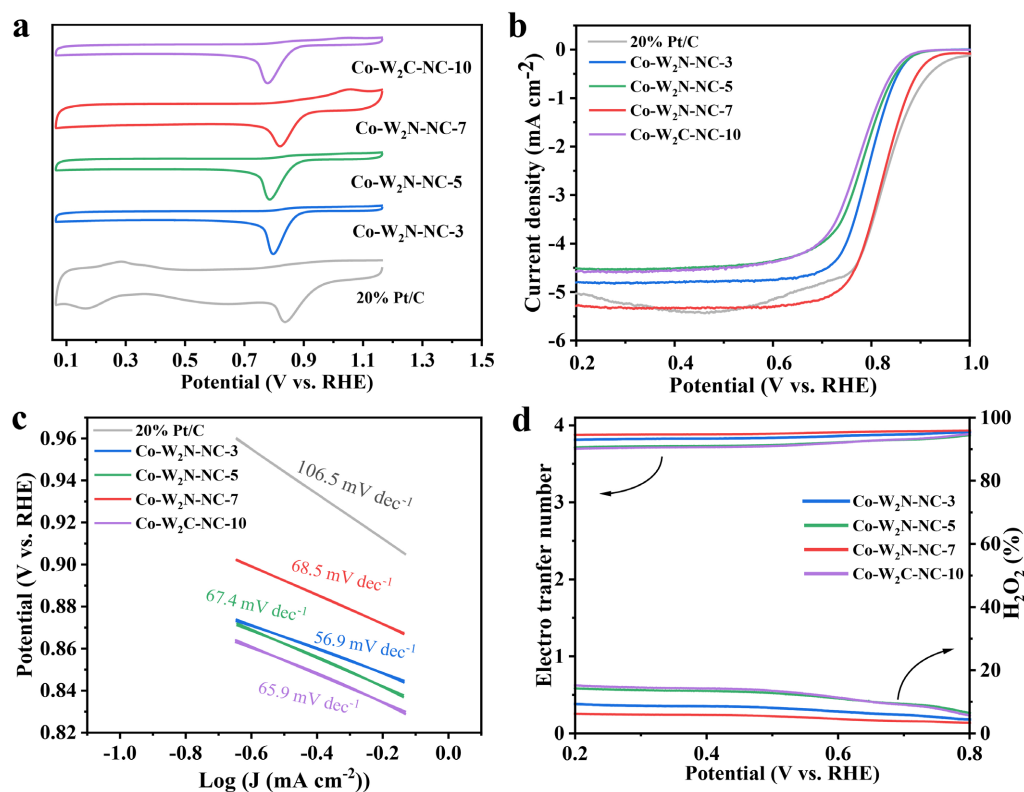 a
Co-W₂C-NC-10
Co-W₂N-NC-7
Co-W₂N-NC-5
Co-W₂N-NC-3
20% Pt/C
0.1 0.3 0.5 0.7 0.9 1.1 1.3 1.5
Potential (V vs. RHE)
b
20% Pt/C
Co-W₂N-NC-3
Co-W₂N-NC-5
Co-W₂N-NC-7
Co-W₂C-NC-10
Current density (mA cm⁻²)
0
-1
-2
-3
-4
-5
-6
0.2 0.4 0.6 0.8 1.0
Potential (V vs. RHE)
c
20% Pt/C
Co-W₂N-NC-3
Co-W₂N-NC-5
Co-W₂N-NC-7
Co-W₂C-NC-10
Potential (V vs. RHE)
0.96
0.94
0.92
0.90
0.88
0.86
0.84
0.82
106.5 mV dec⁻¹
68.5 mV dec⁻¹
67.4 mV dec⁻¹
56.9 mV dec⁻¹
65.9 mV dec⁻¹
-1.0 -0.8 -0.6 -0.4 -0.2 0.0
Log (J (mA cm⁻²))
d
Electro tranfer number
4
3
2
1
0
Co-W₂N-NC-3
Co-W₂N-NC-5
Co-W₂N-NC-7
Co-W₂C-NC-10
100
80
60
40
20
0
H₂O₂ (%)
0.2 0.4 0.6 0.8
Potential (V vs. RHE)